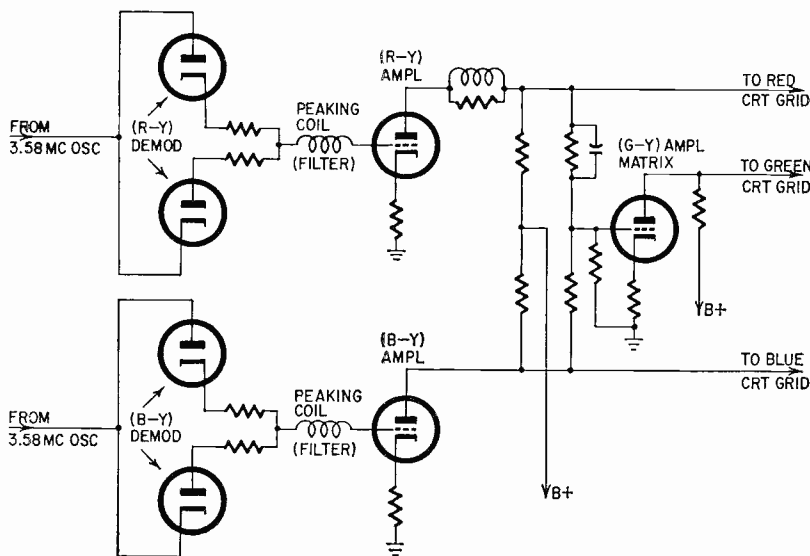 (R-Y)
AMPL
TO RED
CRT GRID
PEAKING
COIL
(FILTER)
FROM
3.58 MC OSC
(R-Y)
DEMOD
(G-Y) AMPL
MATRIX
TO GREEN
CRT GRID
B+
(B-Y)
AMPL
TO BLUE
CRT GRID
PEAKING
COIL
(FILTER)
FROM
3.58 MC OSC
(B-Y)
DEMOD
B+